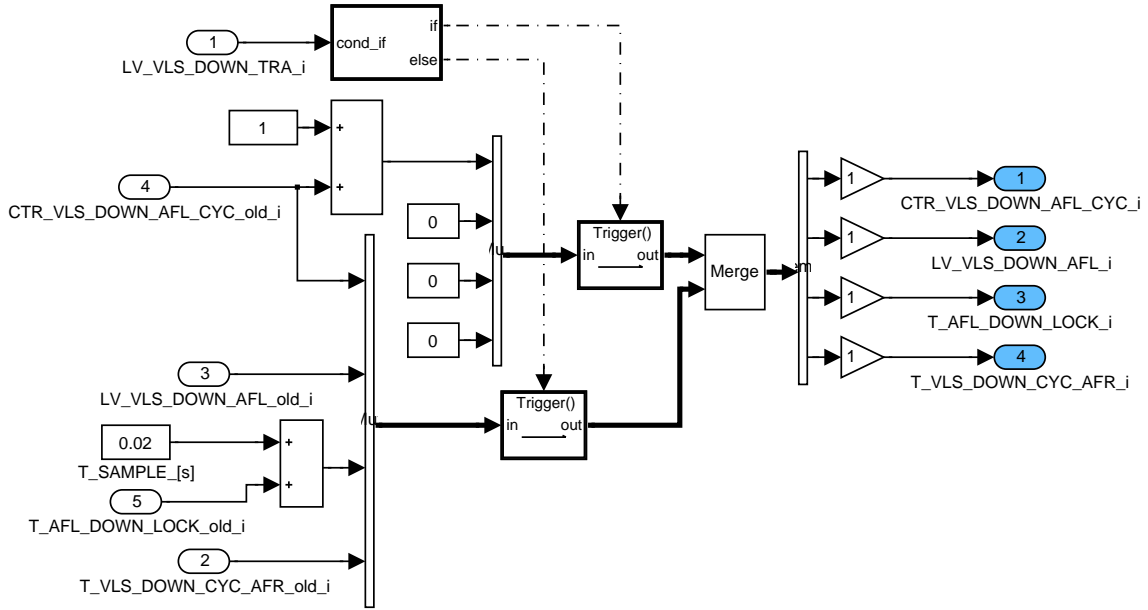 if
1
cond_if
else
LV_VLS_DOWN_TRA_i
1
+
4
+
CTR_VLS_DOWN_AFL_CYC_old_i
1
1
CTR_VLS_DOWN_AFL_CYC_i
0
Trigger()
1
2
in
out
Merge
LV_VLS_DOWN_AFL_i
0
1
3
T_AFL_DOWN_LOCK_i
0
1
4
T_VLS_DOWN_CYC_AFR_i
3
LV_VLS_DOWN_AFL_old_i
Trigger()
in
out
0.02
+
T_SAMPLE_[s]
5
+
T_AFL_DOWN_LOCK_old_i
2
T_VLS_DOWN_CYC_AFR_old_i